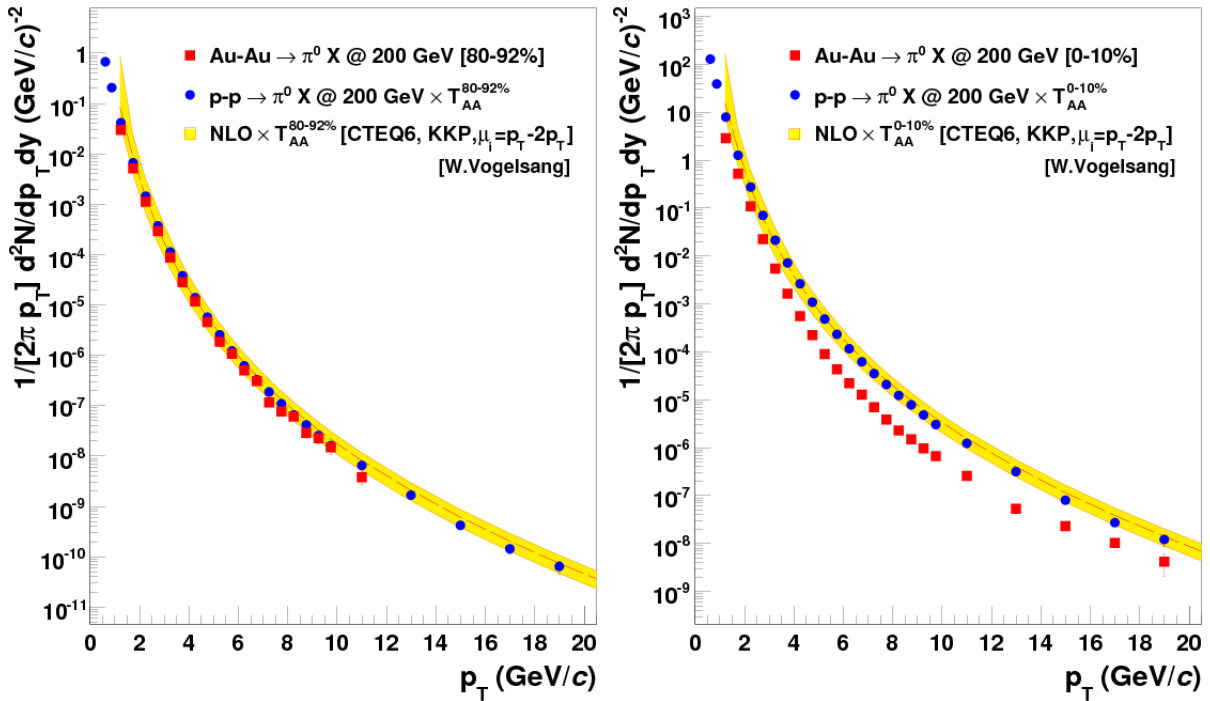 1/[2π p_T] d²N/dp_T dy (GeV/c)⁻²
1
10⁻¹
10⁻²
10⁻³
10⁻⁴
10⁻⁵
10⁻⁶
10⁻⁷
10⁻⁸
10⁻⁹
10⁻¹⁰
10⁻¹¹
Au-Au → π⁰ X @ 200 GeV [80-92%]
p-p → π⁰ X @ 200 GeV × T_AA^80-92%
NLO × T_AA^80-92% [CTEQ6, KKP, μ_i=p_T-2p_T]
[W.Vogelsang]
0 2 4 6 8 10 12 14 16 18 20
p_T (GeV/c)
1/[2π p_T] d²N/dp_T dy (GeV/c)⁻²
10³
10²
10
1
10⁻¹
10⁻²
10⁻³
10⁻⁴
10⁻⁵
10⁻⁶
10⁻⁷
10⁻⁸
10⁻⁹
Au-Au → π⁰ X @ 200 GeV [0-10%]
p-p → π⁰ X @ 200 GeV × T_AA^0-10%
NLO × T_AA^0-10% [CTEQ6, KKP, μ_i=p_T-2p_T]
[W.Vogelsang]
0 2 4 6 8 10 12 14 16 18 20
p_T (GeV/c)